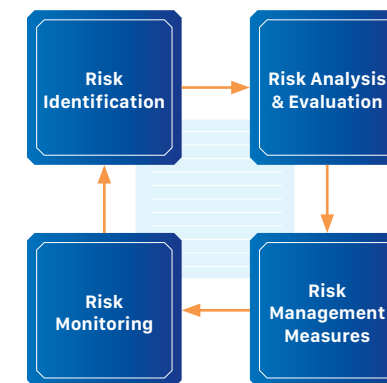 Risk
Identification
Risk Analysis
& Evaluation
Risk
Monitoring
Risk
Management
Measures